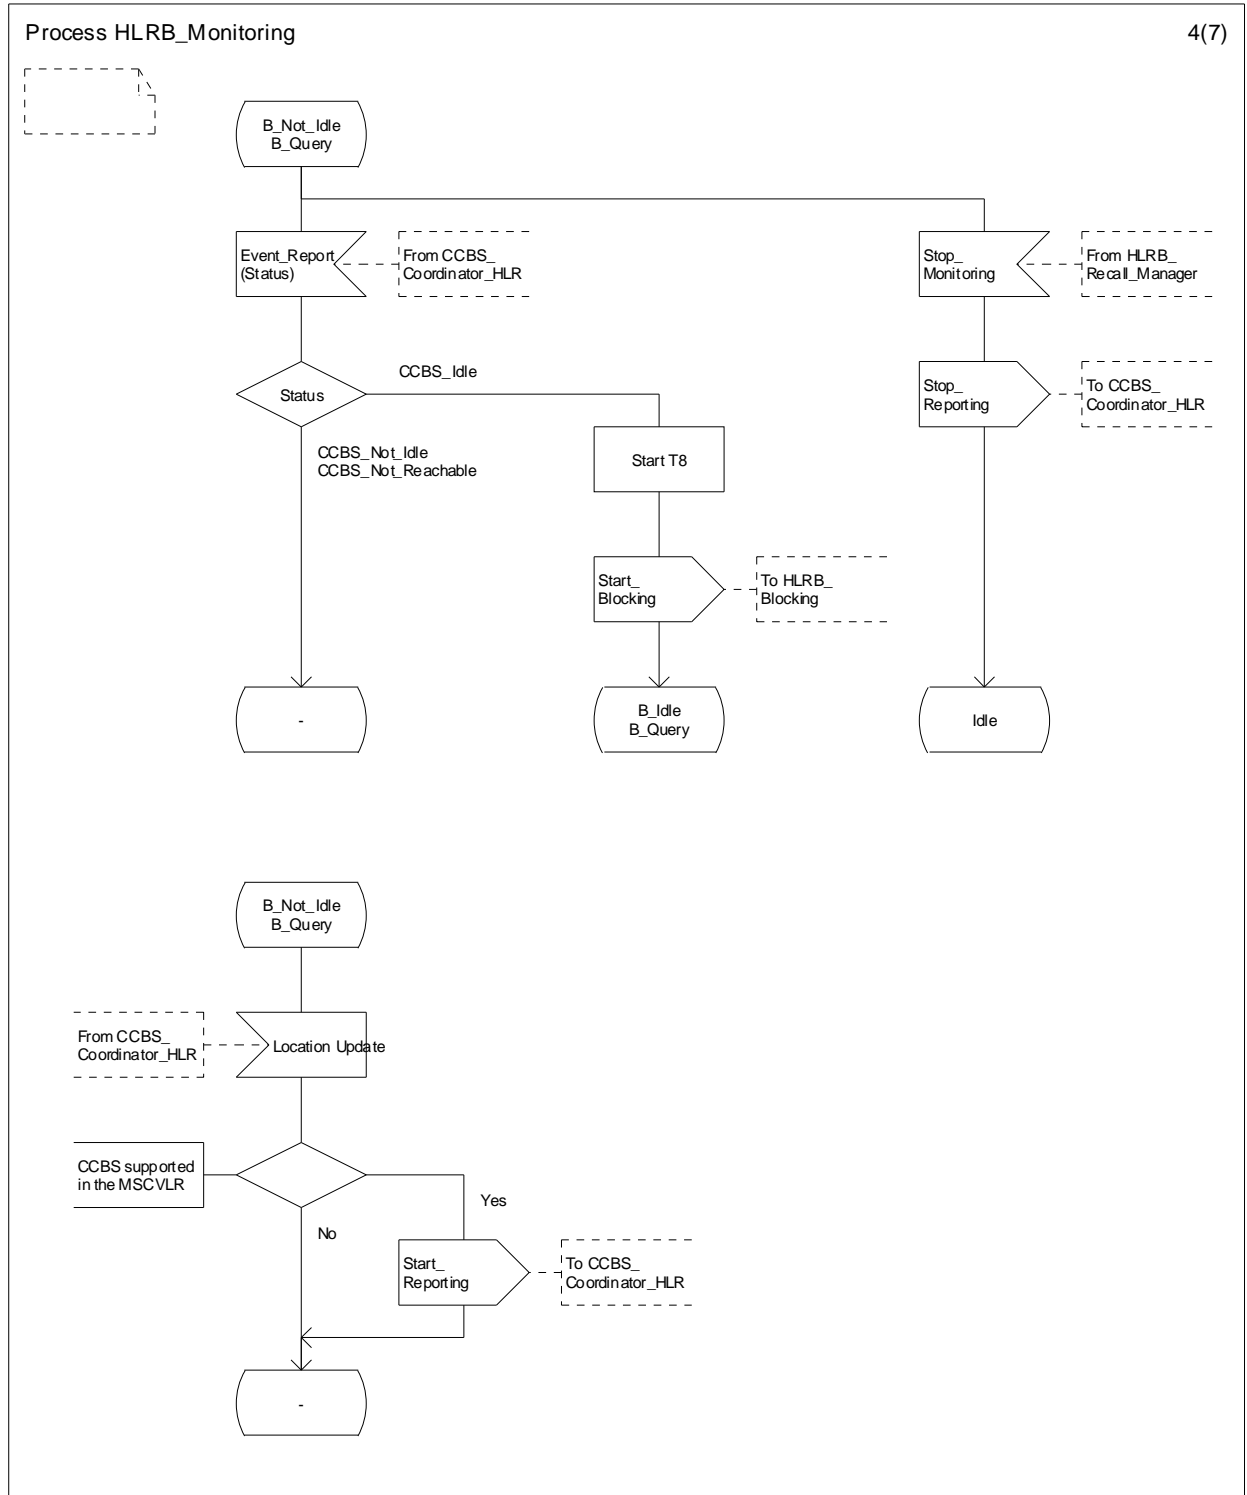 Process HLRB_Monitoring
4(7)
B_Not_Idle
B_Query
Event_Report
(Status)
From CCBS_
Coordinator_HLR
Stop_
Monitoring
From HLRB_
Recall_Manager
Status
CCBS_Idle
Stop_
Reporting
To CCBS_
Coordinator_HLR
CCBS_Not_Idle
CCBS_Not_Reachable
Start T8
Start_
Blocking
To HLRB_
Blocking
-
B_Idle
B_Query
Idle
B_Not_Idle
B_Query
From CCBS_
Coordinator_HLR
Location Update
CCBS supported
in the MSCVLR
Yes
No
Start_
Reporting
To CCBS_
Coordinator_HLR
-